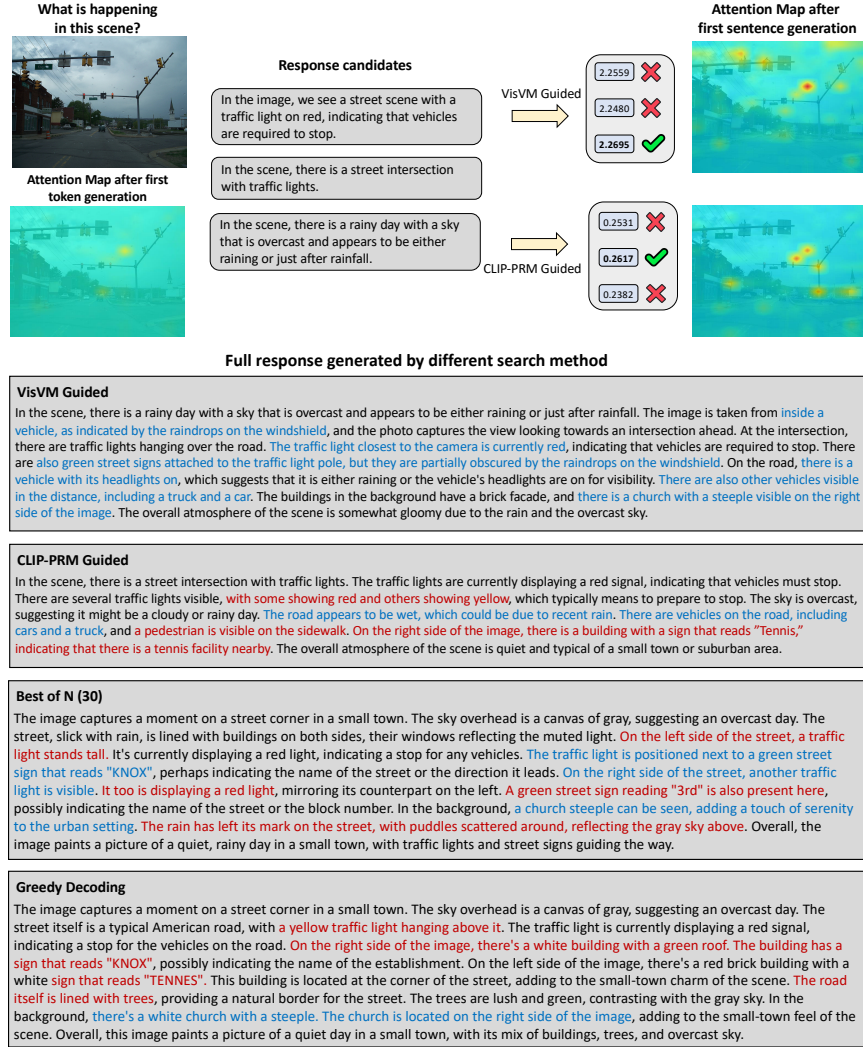 What is happening
in this scene?
Attention Map after first
token generation
Response candidates
In the image, we see a street scene with a
traffic light on red, indicating that vehicles
are required to stop.
In the scene, there is a street intersection
with traffic lights.
In the scene, there is a rainy day with a sky
that is overcast and appears to be either
raining or just after rainfall.
VisVM Guided
2.2559
2.2480
2.2695
CLIP-PRM Guided
0.2531
0.2617
0.2382
Attention Map after
first sentence generation
Full response generated by different search method
VisVM Guided
In the scene, there is a rainy day with a sky that is overcast and appears to be either raining or just after rainfall. The image is taken from inside a
vehicle, as indicated by the raindrops on the windshield, and the photo captures the view looking towards an intersection ahead. At the intersection,
there are traffic lights hanging over the road. The traffic light closest to the camera is currently red, indicating that vehicles are required to stop. There
are also green street signs attached to the traffic light pole, but they are partially obscured by the raindrops on the windshield. On the road, there is a
vehicle with its headlights on, which suggests that it is either raining or the vehicle's headlights are on for visibility. There are also other vehicles visible
in the distance, including a truck and a car. The buildings in the background have a brick facade, and there is a church with a steeple visible on the right
side of the image. The overall atmosphere of the scene is somewhat gloomy due to the rain and the overcast sky.
CLIP-PRM Guided
In the scene, there is a street intersection with traffic lights. The traffic lights are currently displaying a red signal, indicating that vehicles must stop.
There are several traffic lights visible, with some showing red and others showing yellow, which typically means to prepare to stop. The sky is overcast,
suggesting it might be a cloudy or rainy day. The road appears to be wet, which could be due to recent rain. There are vehicles on the road, including
cars and a truck, and a pedestrian is visible on the sidewalk. On the right side of the image, there is a building with a sign that reads "Tennis,"
indicating that there is a tennis facility nearby. The overall atmosphere of the scene is quiet and typical of a small town or suburban area.
Best of N (30)
The image captures a moment on a street corner in a small town. The sky overhead is a canvas of gray, suggesting an overcast day. The
street, slick with rain, is lined with buildings on both sides, their windows reflecting the muted light. On the left side of the street, a traffic
light stands tall. It's currently displaying a red light, indicating a stop for any vehicles. The traffic light is positioned next to a green street
sign that reads "KNOX", perhaps indicating the name of the street or the direction it leads. On the right side of the street, another traffic
light is visible. It too is displaying a red light, mirroring its counterpart on the left. A green street sign reading "3rd" is also present here,
possibly indicating the name of the street or the block number. In the background, a church steeple can be seen, adding a touch of serenity
to the urban setting. The rain has left its mark on the street, with puddles scattered around, reflecting the gray sky above. Overall, the
image paints a picture of a quiet, rainy day in a small town, with traffic lights and street signs guiding the way.
Greedy Decoding
The image captures a moment on a street corner in a small town. The sky overhead is a canvas of gray, suggesting an overcast day. The
street itself is a typical American road, with a yellow traffic light hanging above it. The traffic light is currently displaying a red signal,
indicating a stop for the vehicles on the road. On the right side of the image, there's a white building with a green roof. The building has a
sign that reads "KNOX", possibly indicating the name of the establishment. On the left side of the image, there's a red brick building with a
white sign that reads "TENNES". This building is located at the corner of the street, adding to the small-town charm of the scene. The road
itself is lined with trees, providing a natural border for the street. The trees are lush and green, contrasting with the gray sky. In the
background, there's a white church with a steeple. The church is located on the right side of the image, adding to the small-town feel of the
scene. Overall, this image paints a picture of a quiet day in a small town, with its mix of buildings, trees, and overcast sky.